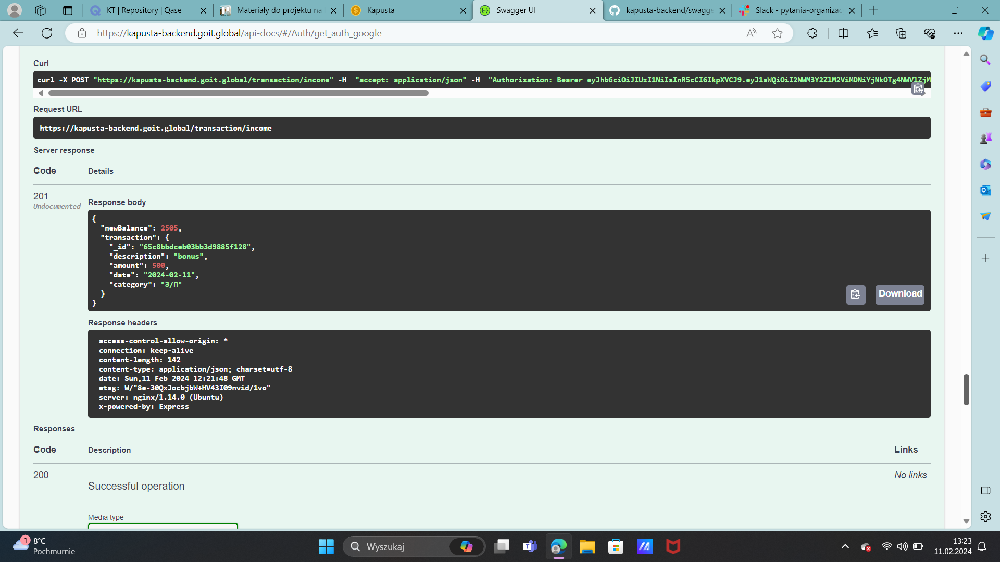 KT | Repository | Qase
Materiały do projektu na
Kapusta
Swagger UI
kapusta-backend/swagge
Slack - pytania-organizac
https://kapusta-backend.goit.global/api-docs/#/Auth/get_auth_google
Curl
curl -X POST "https://kapusta-backend.goit.global/transaction/income" -H "accept: application/json" -H "Authorization: Bearer
Request URL
https://kapusta-backend.goit.global/transaction/income
Server response
Code Details
201
Undocumented
Response body
{
"newBalance": 2505,
"transaction": {
"_id": "65c8bbdceb03bb3d9885f128",
"description": "bonus",
"amount": 500,
"date": "2024-02-11",
"category": "З/П"
}
}
Download
Response headers
access-control-allow-origin: *
connection: keep-alive
content-length: 142
content-type: application/json; charset=utf-8
date: Sun,11 Feb 2024 12:21:48 GMT
etag: W/"8e-30QxJocbjbW+HV43I09nvid/1vo"
server: nginx/1.14.0 (Ubuntu)
x-powered-by: Express
Responses
Code Description Links
200
Successful operation
No links
Media type
1
8°C
Pochmurnie
Wyszukaj
13:23
11.02.2024